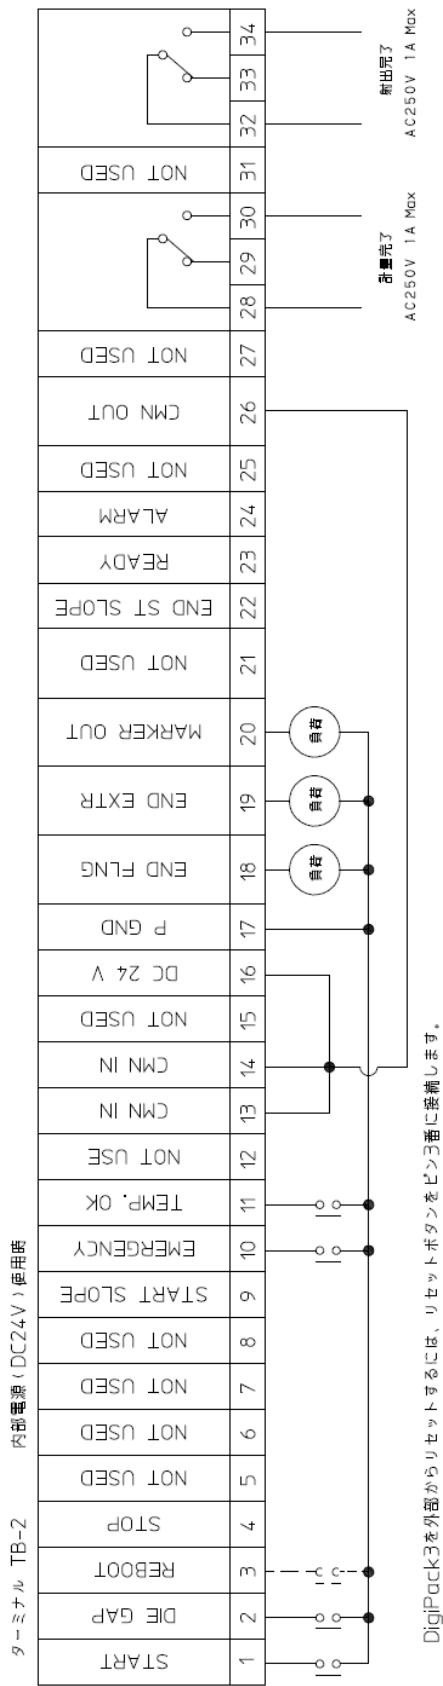 ターミナル TB-2 内部電源(DC24V)使用時
1 START
2 DIE GAP
3 REBOOT
4 STOP
5 NOT USED
6 NOT USED
7 NOT USED
8 NOT USED
9 START SLOPE
10 EMERGENCY
11 TEMP. OK
12 NOT USE
13 CMN IN
14 CMN IN
15 NOT USED
16 DC 24 V
17 P GND
18 END FLNG 負荷
19 END EXTR 負荷
20 MARKER OUT 負荷
21 NOT USED
22 END ST SLOPE
23 READY
24 ALARM
25 NOT USED
26 CMN OUT
27 NOT USED
28
29
30
計量完了
AC250V 1A Max
31 NOT USED
32
33
34
射出完了
AC250V 1A Max
DigiPack3を外部からリセットするには、リセットボタンをピン3番に接続します。